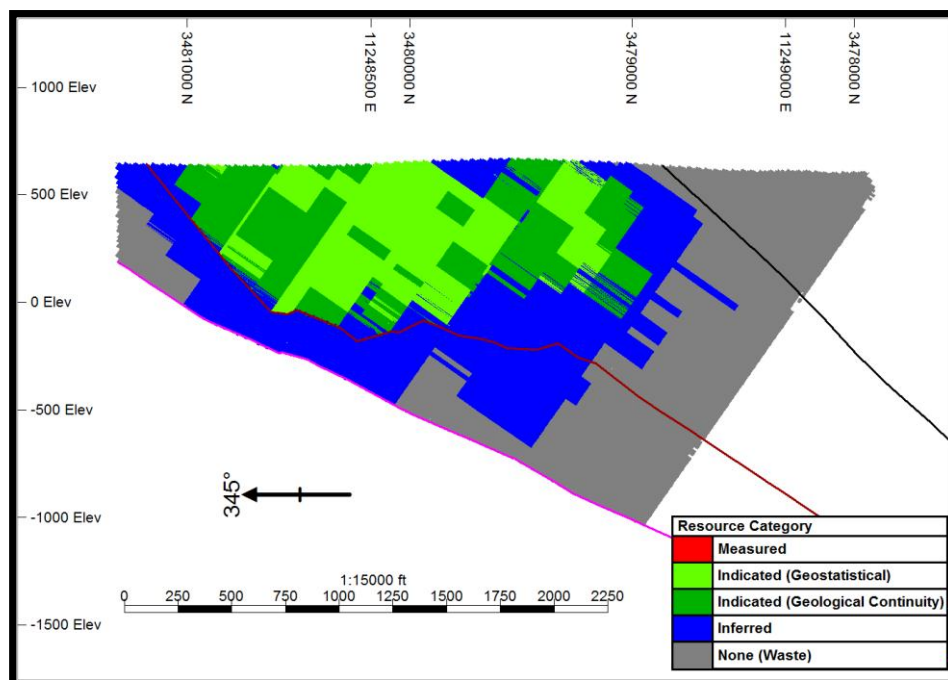 3481000 N
11248500 E
3480000 N
3479000 N
11249000 E
3478000 N
1000 Elev
500 Elev
0 Elev
-500 Elev
-1000 Elev
-1500 Elev
345°
1:15000 ft
0 250 500 750 1000 1250 1500 1750 2000 2250
Resource Category
Measured
Indicated (Geostatistical)
Indicated (Geological Continuity)
Inferred
None (Waste)